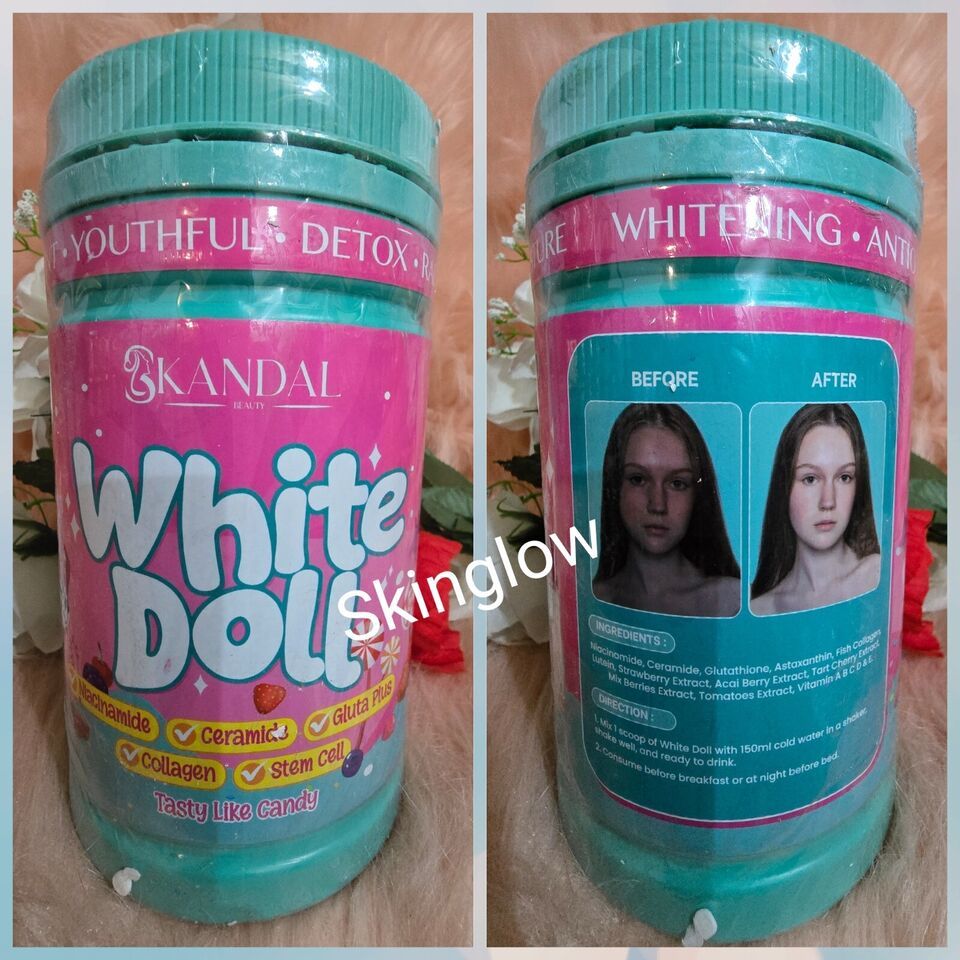 YOUTHFUL • DETOX •
SKANDAL
BEAUTY
White
Doll
Niacinamide
Ceramide
Gluta Plus
Collagen
Stem Cell
Tasty Like Candy
Skinglow
WHITENING •
BEFORE
AFTER
INGREDIENTS :
Niacinamide, Ceramide, Glutathione, Astaxanthin, Fish Collagen,
Lutein, Strawberry Extract, Acai Berry Extract, Tart Cherry Extract,
Mix Berries Extract, Tomatoes Extract, Vitamin A B C D & E.
DIRECTION :
1. Mix 1 scoop of White Doll with 150ml cold water in a shaker,
shake well, and ready to drink.
2. Consume before breakfast or at night before bed.